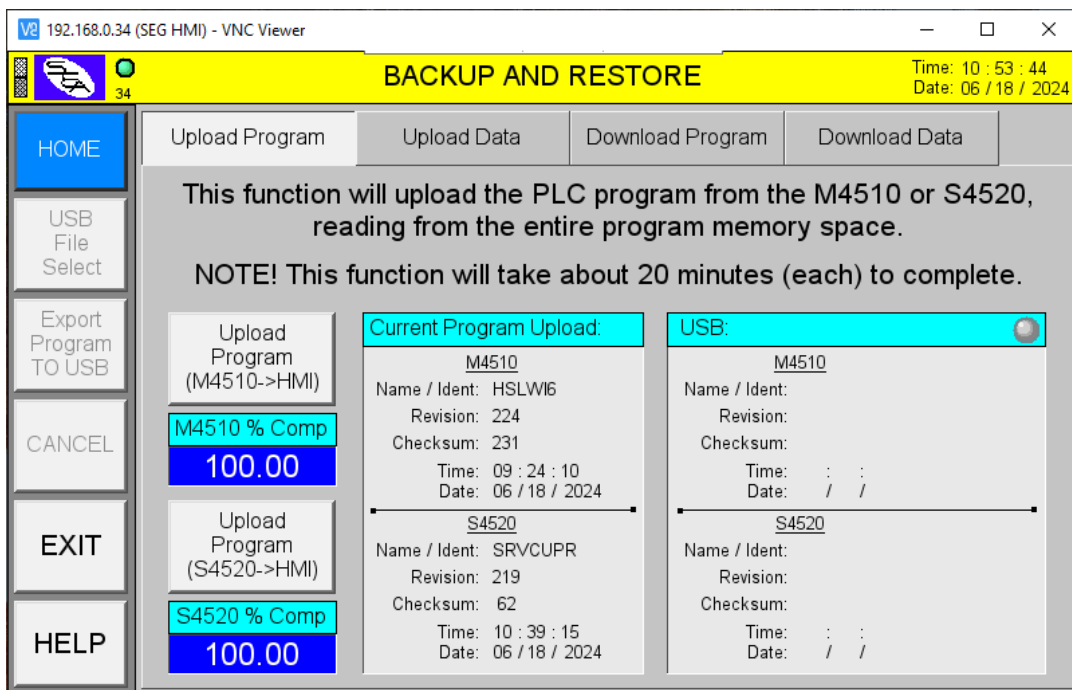 192.168.0.34 (SEG HMI) - VNC Viewer
34
BACKUP AND RESTORE
Time: 10 : 53 : 44
Date: 06 / 18 / 2024
HOME
Upload Program
Upload Data
Download Program
Download Data
This function will upload the PLC program from the M4510 or S4520,
reading from the entire program memory space.
NOTE! This function will take about 20 minutes (each) to complete.
USB
File
Select
Export
Program
TO USB
CANCEL
EXIT
HELP
Upload
Program
(M4510->HMI)
M4510 % Comp
100.00
Upload
Program
(S4520->HMI)
S4520 % Comp
100.00
Current Program Upload:
M4510
Name / Ident: HSLWI6
Revision: 224
Checksum: 231
Time: 09 : 24 : 10
Date: 06 / 18 / 2024
S4520
Name / Ident: SRVCUPR
Revision: 219
Checksum: 62
Time: 10 : 39 : 15
Date: 06 / 18 / 2024
USB:
M4510
Name / Ident:
Revision:
Checksum:
Time: : :
Date: / /
S4520
Name / Ident:
Revision:
Checksum:
Time: : :
Date: / /